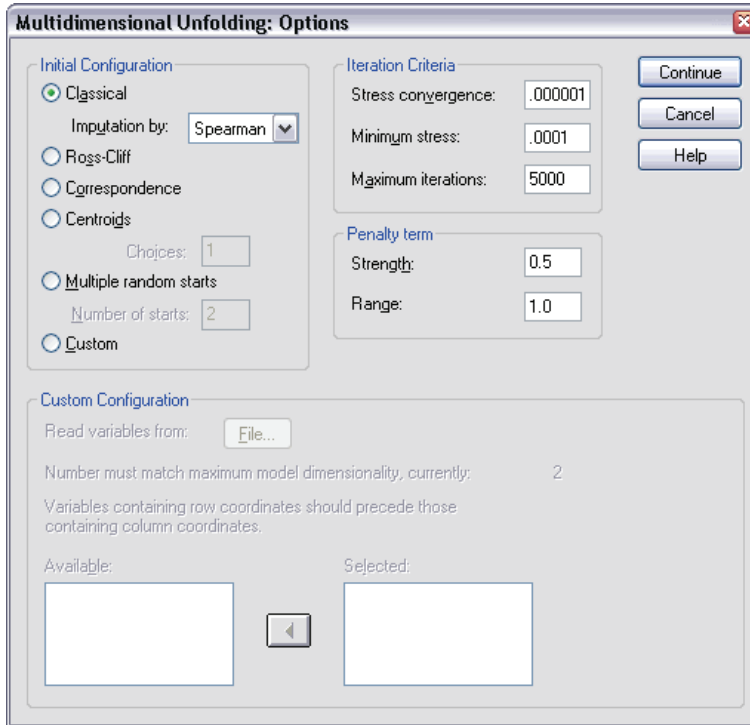 Multidimensional Unfolding: Options
Initial Configuration
Classical
Imputation by: Spearman
Ross-Cliff
Correspondence
Centroids
Choices: 1
Multiple random starts
Number of starts: 2
Custom
Iteration Criteria
Stress convergence: .000001
Minimum stress: .0001
Maximum iterations: 5000
Penalty term
Strength: 0.5
Range: 1.0
Continue
Cancel
Help
Custom Configuration
Read variables from: File...
Number must match maximum model dimensionality, currently: 2
Variables containing row coordinates should precede those
containing column coordinates.
Available: Selected: